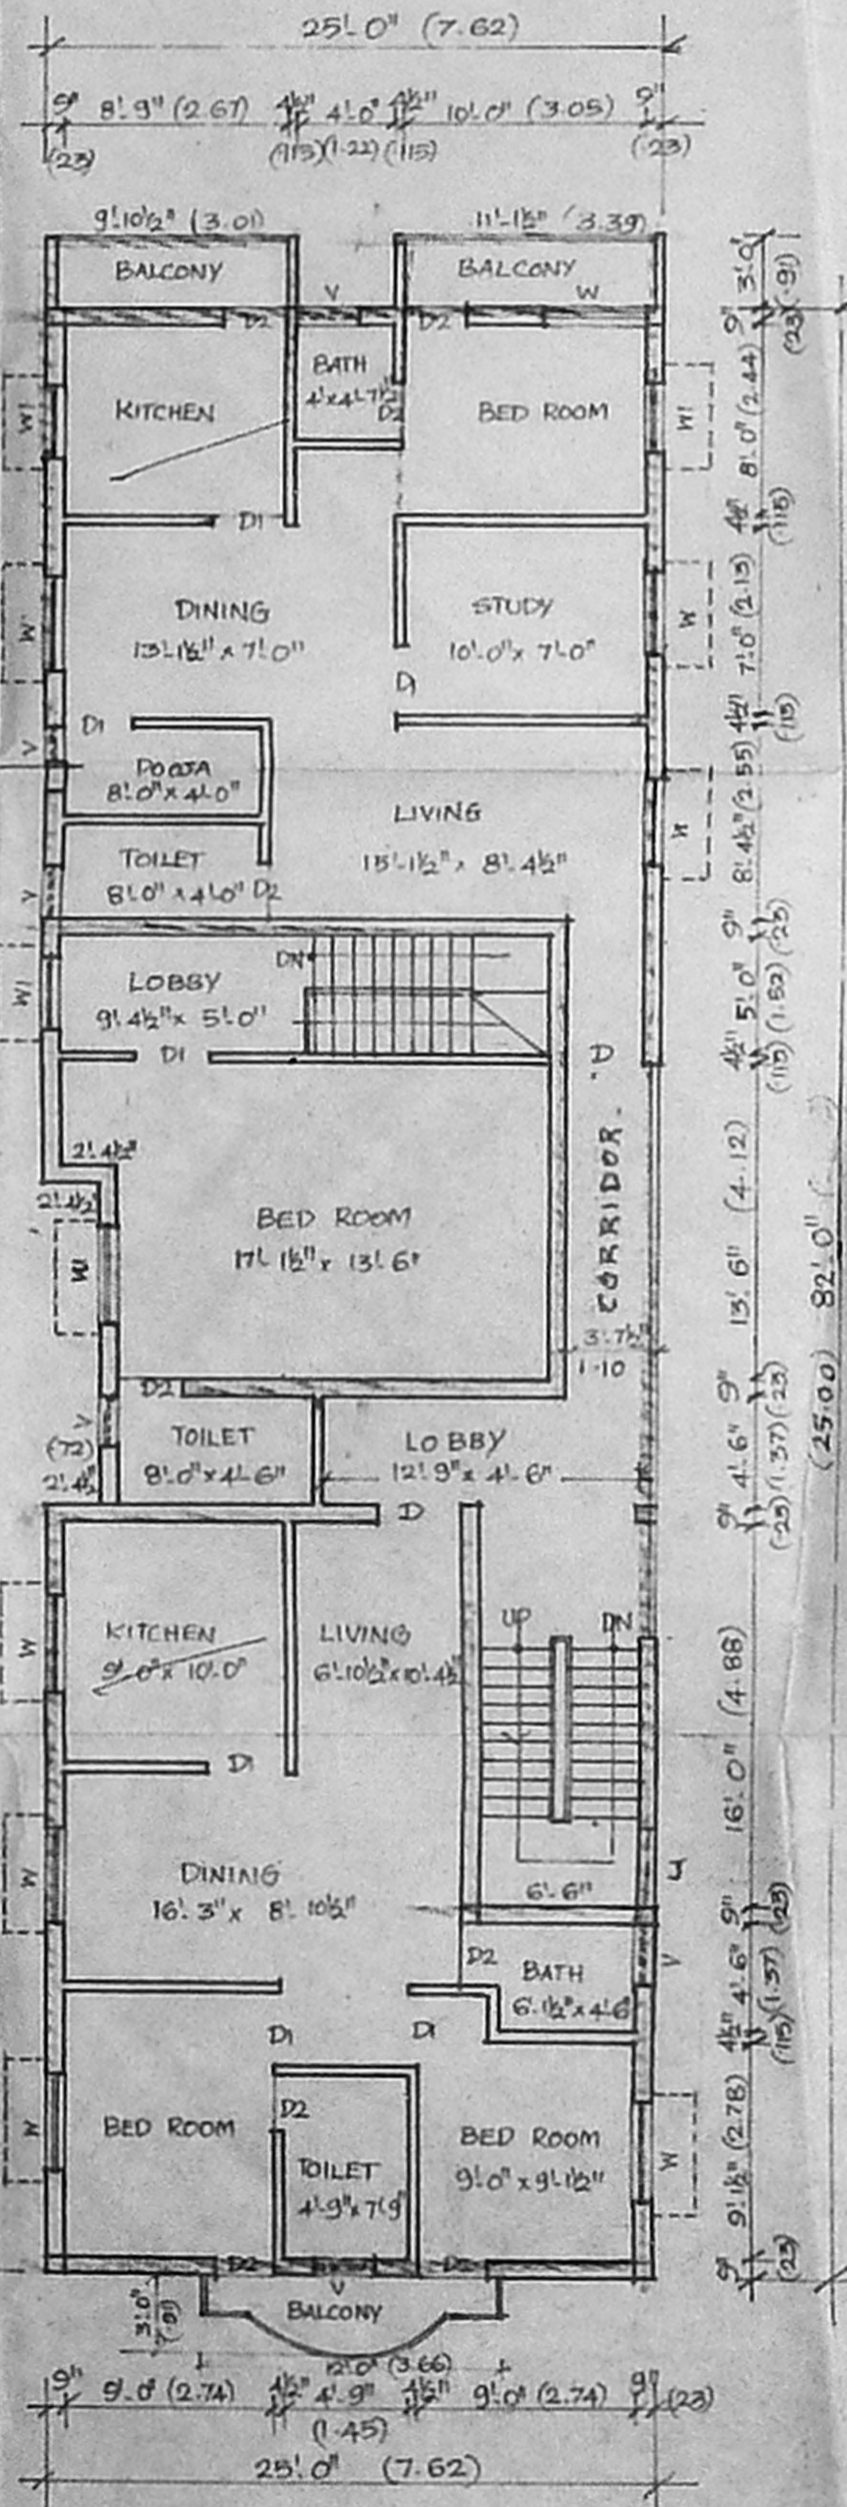 25'-0" (7.62)
9" 8'-9" (2.67) 4½" 4'-0" 4½" 10'-0" (3.05) 9"
(·23) (·115) (1·22) (·115) (·23)
9'-10½" (3.01) 11'-1½" (3.39)
BALCONY BALCONY
3'-0" (·91)
V W
D2 D2
9" (·23)
BATH
4'x4'-7½"
D2
KITCHEN BED ROOM
W1 W1
8'-0" (2.44)
D1
4½" (·115)
DINING STUDY
13'-1½" x 7'-0" 10'-0" x 7'-0"
W W
7'-0" (2.13)
D1
D1
4½" (·115)
V
POOJA
8'-0" x 4'-0"
LIVING
15'-1½" x 8'-4½"
W
8'-4½" (2.55)
TOILET
8'-0" x 4'-0" D2
V
9" (·23)
DN
LOBBY
9'-4½" x 5'-0"
W1
5'-0" (1.52)
D1 D
4½" (·115)
CORRIDOR.
2'-4½"
2'-4½"
BED ROOM
17'-1½" x 13'-6"
W
13'-6" (4.12)
82'-0"
(25.00)
3'-7½"
1·10
D2
9" (·23)
TOILET LOBBY
8'-0" x 4'-6" 12'-9" x 4'-6"
V
(·72)
2'-4½"
4'-6" (1.37)
D
9" (·23)
UP DN
KITCHEN LIVING
9'-0" x 10'-0" 6'-10½" x 10'-4½"
W
16'-0" (4.88)
D1
DINING
16'-3" x 8'-10½"
W
6'-6"
9" (·23)
D2
BATH
6'-1½" x 4'-6"
V
4'-6" (1.37)
D1 D1
4½" (·115)
D2
BED ROOM BED ROOM
9'-0" x 9'-1½"
TOILET
4'-9" x 7'-9"
W W
9'-1½" (2.78)
D2 D2
V
9" (·23)
BALCONY
3'-0"
(·91)
12'-0" (3.66)
9" 9'-0" (2.74) 4½" 4'-9" 4½" 9'-0" (2.74) 9" (·23)
(1.45)
25'-0" (7.62)